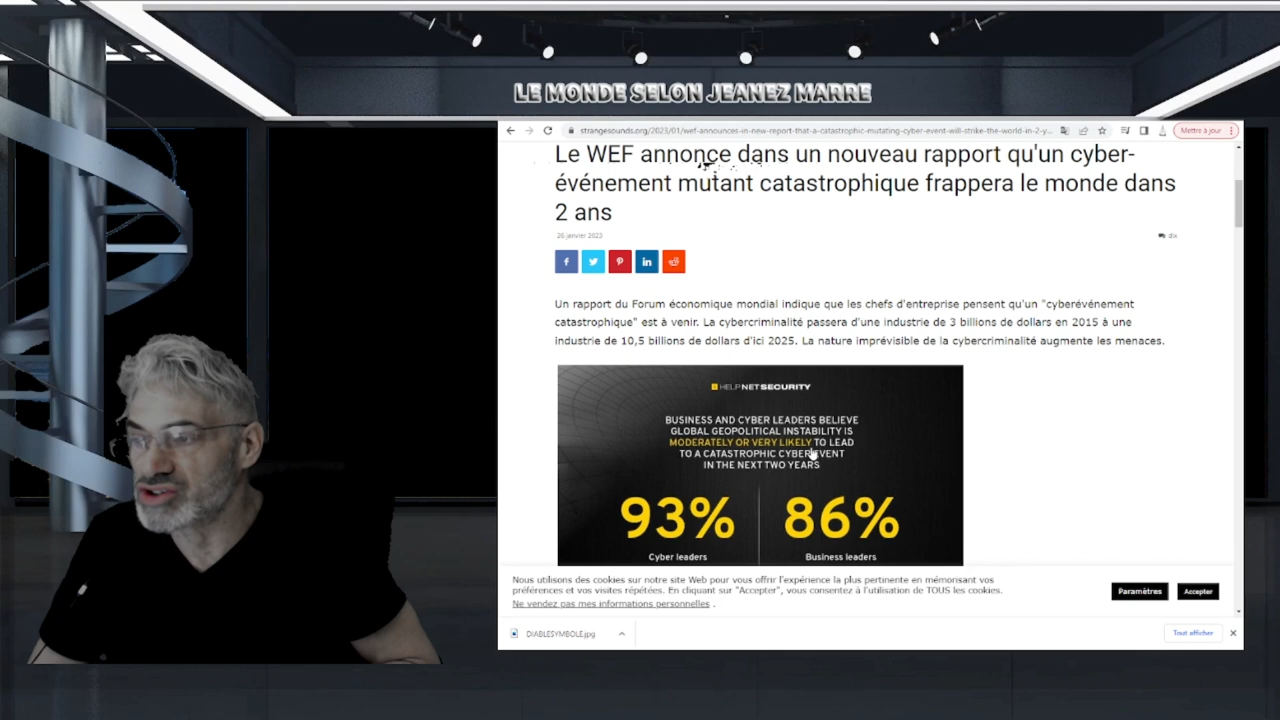 LE MONDE SELON JEANEZ MARRE
strangesounds.org/2023/01/wef-announces-in-new-report-that-a-catastrophic-mutating-cyber-event-will-strike-the-world-in-2-y...
Mettre à jour
Le WEF annonce dans un nouveau rapport qu'un cyber-
événement mutant catastrophique frappera le monde dans
2 ans
26 janvier 2023
dix
Un rapport du Forum économique mondial indique que les chefs d'entreprise pensent qu'un "cyberévénement
catastrophique" est à venir. La cybercriminalité passera d'une industrie de 3 billions de dollars en 2015 à une
industrie de 10,5 billions de dollars d'ici 2025. La nature imprévisible de la cybercriminalité augmente les menaces.
HELPNETSECURITY
BUSINESS AND CYBER LEADERS BELIEVE
GLOBAL GEOPOLITICAL INSTABILITY IS
MODERATELY OR VERY LIKELY TO LEAD
TO A CATASTROPHIC CYBER EVENT
IN THE NEXT TWO YEARS
93% 86%
Cyber leaders Business leaders
Nous utilisons des cookies sur notre site Web pour vous offrir l'expérience la plus pertinente en mémorisant vos
préférences et vos visites répétées. En cliquant sur "Accepter", vous consentez à l'utilisation de TOUS les cookies.
Ne vendez pas mes informations personnelles .
Paramètres Accepter
DIABLESYMBOLE.jpg
Tout afficher